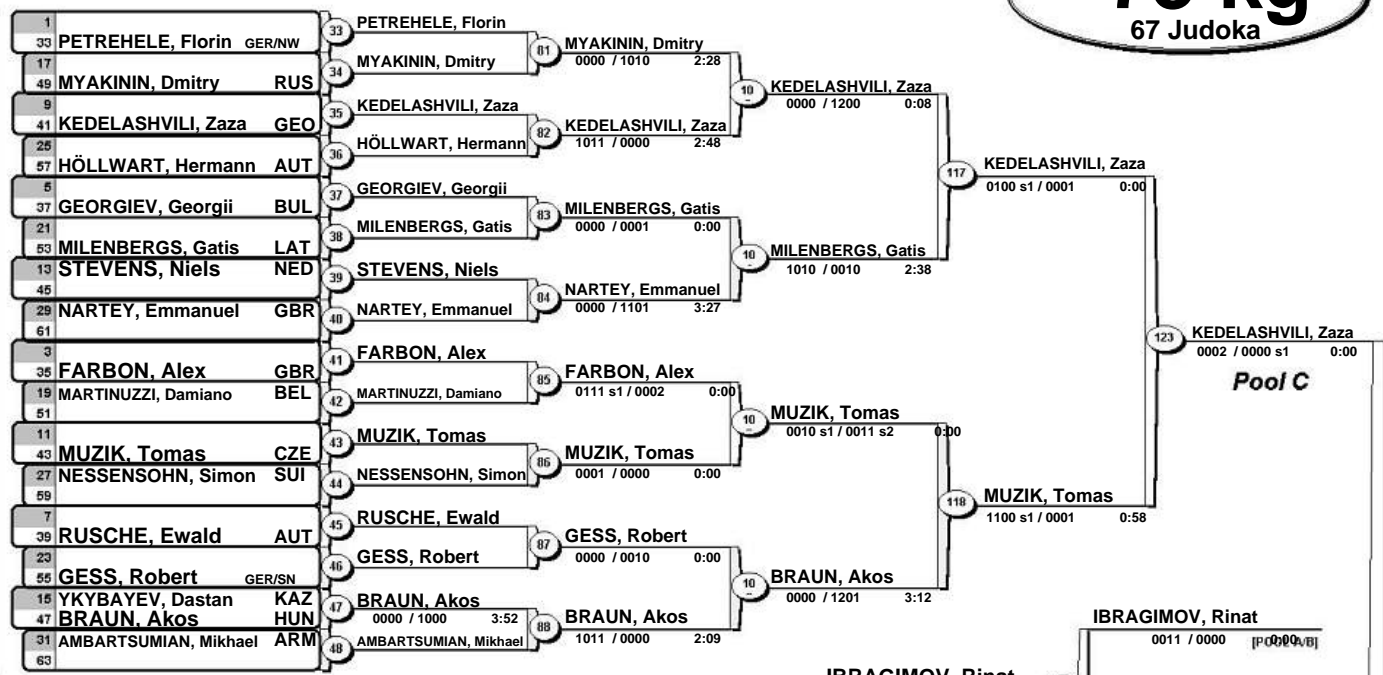 73 kg
67 Judoka
1
33 PETREHELE, Florin GER/NW
17
49 MYAKININ, Dmitry RUS
9
41 KEDELASHVILI, Zaza GEO
25
57 HÖLLWART, Hermann AUT
5
37 GEORGIEV, Georgii BUL
21
53 MILENBERGS, Gatis LAT
13 STEVENS, Niels NED
45
29 NARTEY, Emmanuel GBR
61
3
35 FARBON, Alex GBR
19 MARTINUZZI, Damiano BEL
51
11
43 MUZIK, Tomas CZE
27 NESSENSOHN, Simon SUI
59
7
39 RUSCHE, Ewald AUT
23
55 GESS, Robert GER/SN
15 YKYBAYEV, Dastan KAZ
47 BRAUN, Akos HUN
31 AMBARTSUMIAN, Mikhael ARM
63
33 PETREHELE, Florin
34 MYAKININ, Dmitry
35 KEDELASHVILI, Zaza
36 HÖLLWART, Hermann
37 GEORGIEV, Georgii
38 MILENBERGS, Gatis
39 STEVENS, Niels
40 NARTEY, Emmanuel
41 FARBON, Alex
42 MARTINUZZI, Damiano
43 MUZIK, Tomas
44 NESSENSOHN, Simon
45 RUSCHE, Ewald
46 GESS, Robert
47 BRAUN, Akos
0000 / 1000 3:52
48 AMBARTSUMIAN, Mikhael
81 MYAKININ, Dmitry
0000 / 1010 2:28
82 KEDELASHVILI, Zaza
1011 / 0000 2:48
83 MILENBERGS, Gatis
0000 / 0001 0:00
84 NARTEY, Emmanuel
0000 / 1101 3:27
85 FARBON, Alex
0111 s1 / 0002 0:00
86 MUZIK, Tomas
0001 / 0000 0:00
87 GESS, Robert
0000 / 0010 0:00
88 BRAUN, Akos
1011 / 0000 2:09
10 KEDELASHVILI, Zaza
0000 / 1200 0:08
10 MILENBERGS, Gatis
1010 / 0010 2:38
10 MUZIK, Tomas
0010 s1 / 0011 s2 0:00
10 BRAUN, Akos
0000 / 1201 3:12
117 KEDELASHVILI, Zaza
0100 s1 / 0001 0:00
118 MUZIK, Tomas
1100 s1 / 0001 0:58
123 KEDELASHVILI, Zaza
0002 / 0000 s1 0:00
Pool C
IBRAGIMOV, Rinat
0011 / 0000 0:00
IBRAGIMOV, Rinat